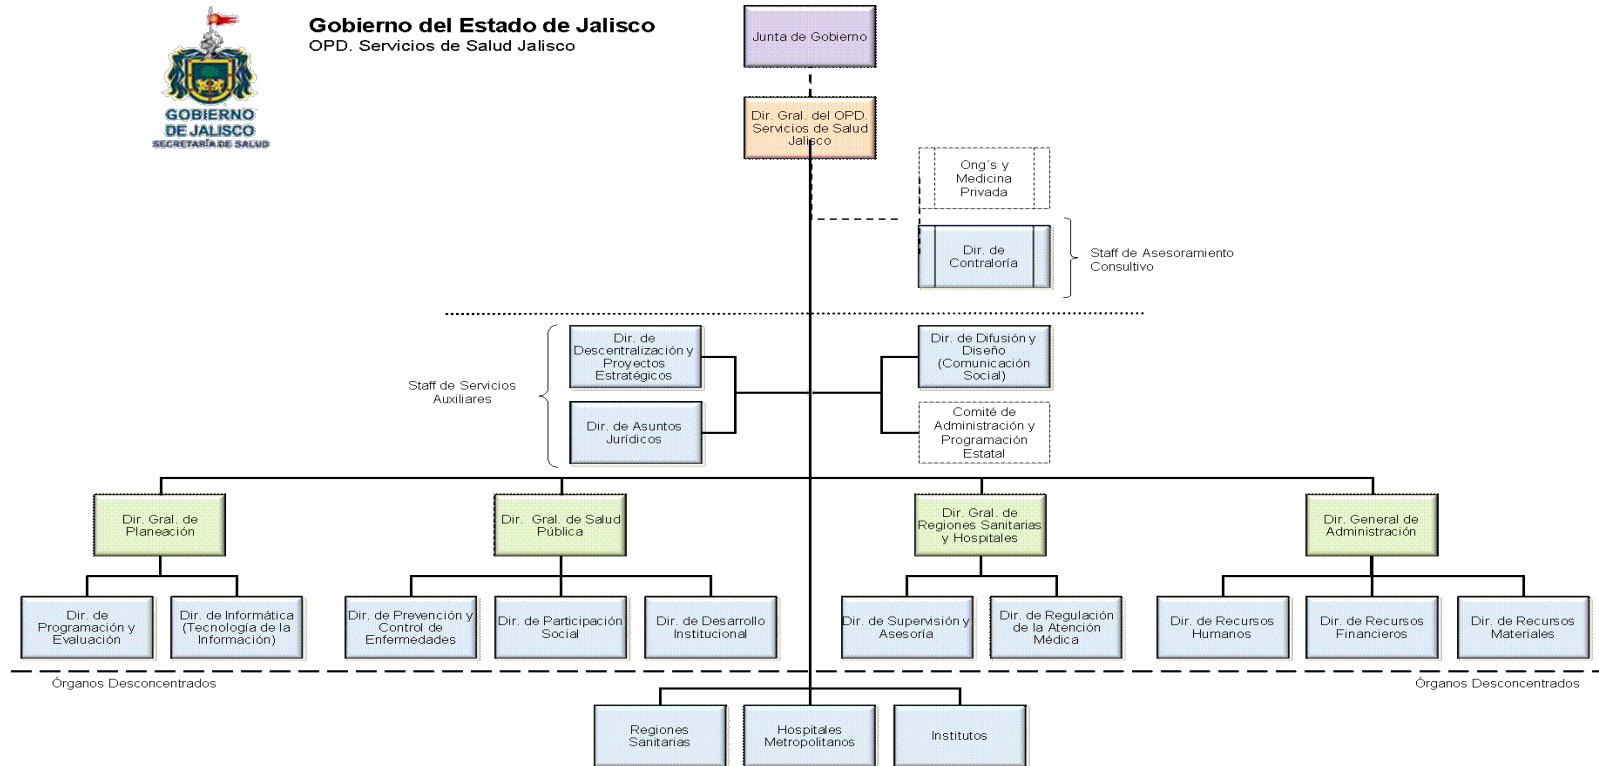 Gobierno del Estado de Jalisco
OPD. Servicios de Salud Jalisco
GOBIERNO
DE JALISCO
SECRETARÍA DE SALUD
Junta de Gobierno
Dir. Gral. del OPD.
Servicios de Salud
Jalisco
Ong´s y
Medicina
Privada
Dir. de
Contraloría
Staff de Asesoramiento
Consultivo
Staff de Servicios
Auxiliares
Dir. de
Descentralización y
Proyectos
Estratégicos
Dir. de Asuntos
Jurídicos
Dir. de Difusión y
Diseño
(Comunicación
Social)
Comité de
Administración y
Programación
Estatal
Dir. Gral. de
Planeación
Dir. Gral. de Salud
Pública
Dir. Gral. de
Regiones Sanitarias
y Hospitales
Dir. General de
Administración
Dir. de
Programación y
Evaluación
Dir. de Informática
(Tecnología de la
Información)
Dir. de Prevención y
Control de
Enfermedades
Dir. de Participación
Social
Dir. de Desarrollo
Institucional
Dir. de Supervisión y
Asesoría
Dir. de Regulación
de la Atención
Médica
Dir. de Recursos
Humanos
Dir. de Recursos
Financieros
Dir. de Recursos
Materiales
Órganos Desconcentrados
Órganos Desconcentrados
Regiones
Sanitarias
Hospitales
Metropolitanos
Institutos